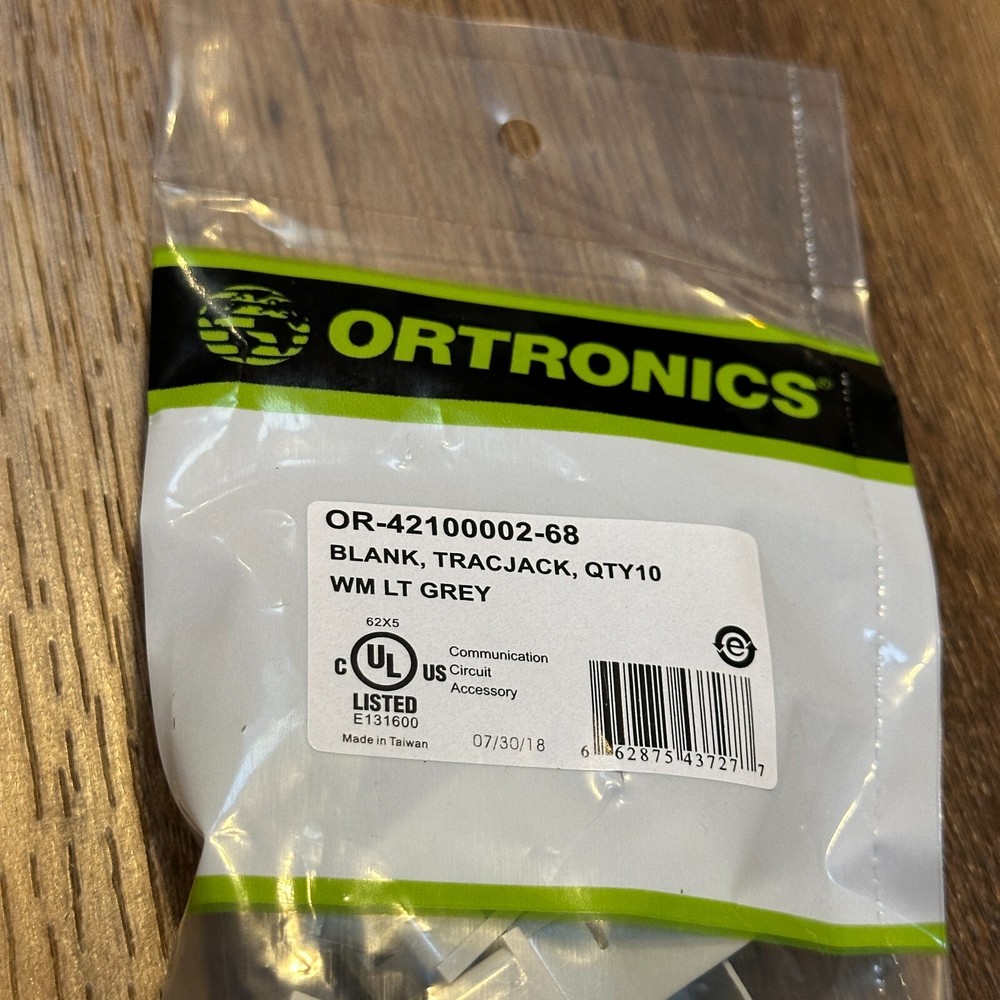 ORTRONICS®
OR-42100002-68
BLANK, TRACJACK, QTY10
WM LT GREY
62X5
C UL US
LISTED
E131600
Communication
Circuit
Accessory
e
Made in Taiwan
07/30/18
6 62875 43727 7